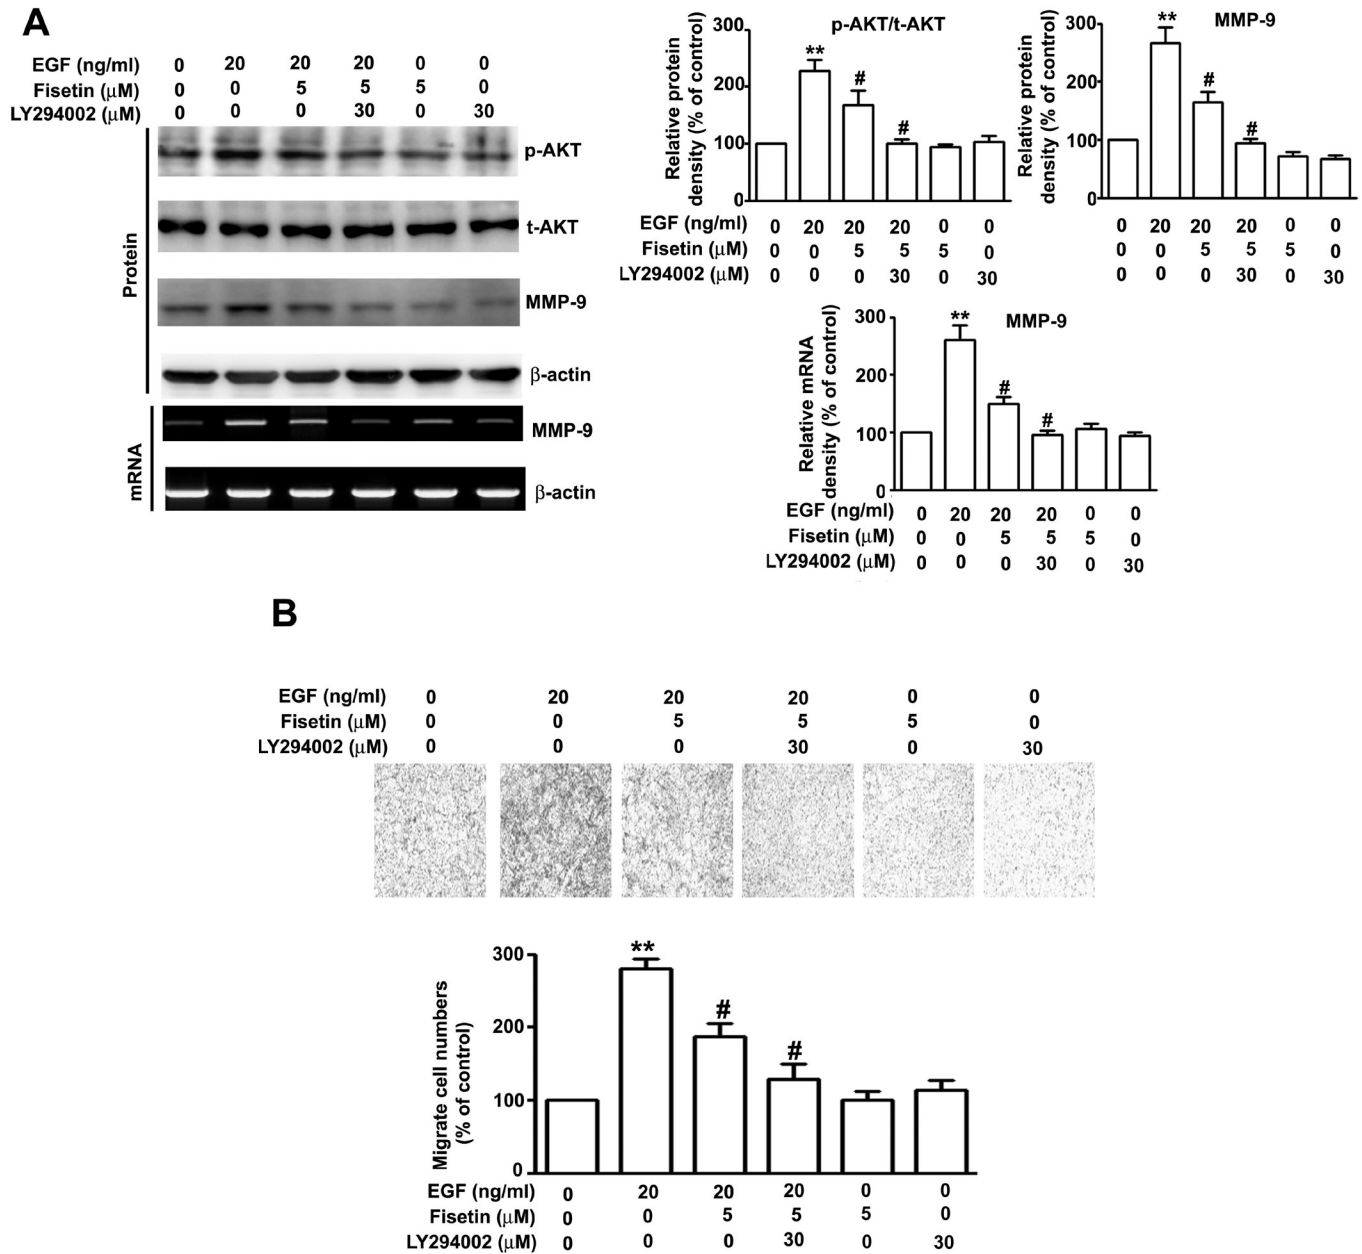 A
EGF (ng/ml) 0 20 20 20 0 0
Fisetin (μM) 0 0 5 5 5 0
LY294002 (μM) 0 0 0 30 0 30
Protein
p-AKT
t-AKT
MMP-9
β-actin
mRNA
MMP-9
β-actin
p-AKT/t-AKT
Relative protein
density (% of control)
300
200
100
0
**
#
#
EGF (ng/ml) 0 20 20 20 0 0
Fisetin (μM) 0 0 5 5 5 0
LY294002 (μM) 0 0 0 30 0 30
MMP-9
Relative protein
density (% of control)
300
200
100
0
**
#
#
0 20 20 20 0 0
0 0 5 5 5 0
0 0 0 30 0 30
MMP-9
Relative mRNA
density (% of control)
300
200
100
0
**
#
#
EGF (ng/ml) 0 20 20 20 0 0
Fisetin (μM) 0 0 5 5 5 0
LY294002 (μM) 0 0 0 30 0 30
B
EGF (ng/ml) 0 20 20 20 0 0
Fisetin (μM) 0 0 5 5 5 0
LY294002 (μM) 0 0 0 30 0 30
Migrate cell numbers
(% of control)
300
200
100
0
**
#
#
EGF (ng/ml) 0 20 20 20 0 0
Fisetin (μM) 0 0 5 5 5 0
LY294002 (μM) 0 0 0 30 0 30